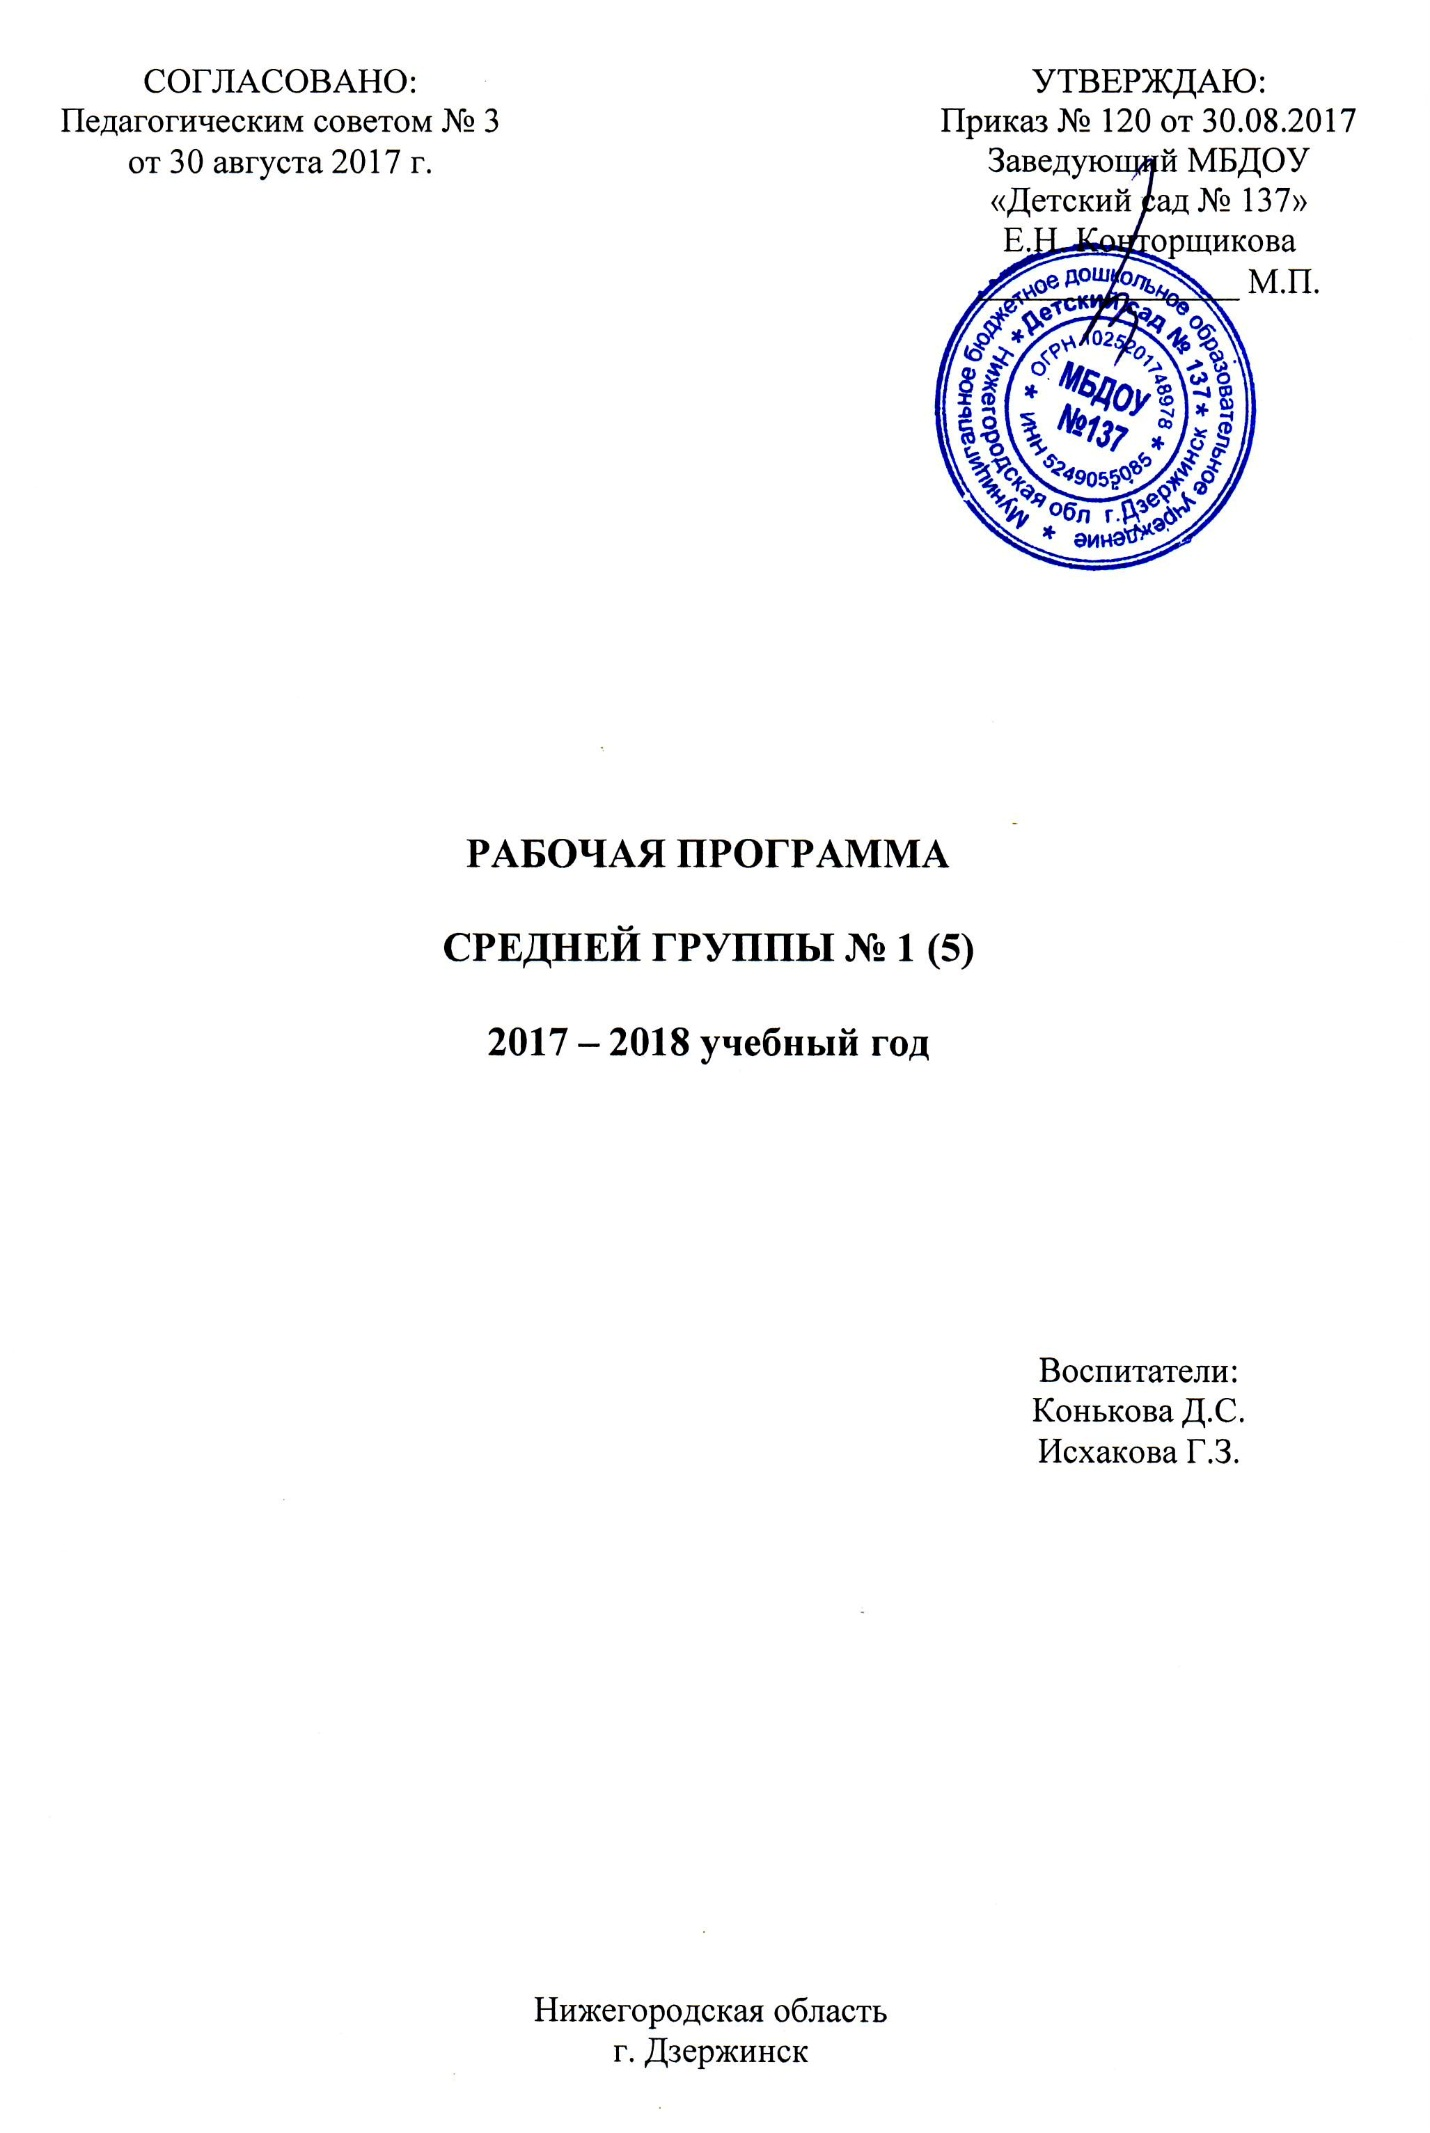 СОГЛАСОВАНО:
Педагогическим советом № 3
от 30 августа 2017 г.
УТВЕРЖДАЮ:
Приказ № 120 от 30.08.2017
Заведующий МБДОУ
«Детский сад № 137»
Е.Н. Конторщикова
М.П.
Муниципальное бюджетное дошкольное образовательное учреждение *
Нижегородская обл г.Дзержинск * Детский сад № 137 *
* ОГРН 1025201748978 *
ИНН 5249055085
МБДОУ
№137
РАБОЧАЯ ПРОГРАММА
СРЕДНЕЙ ГРУППЫ № 1 (5)
2017 – 2018 учебный год
Воспитатели:
Конькова Д.С.
Исхакова Г.З.
Нижегородская область
г. Дзержинск